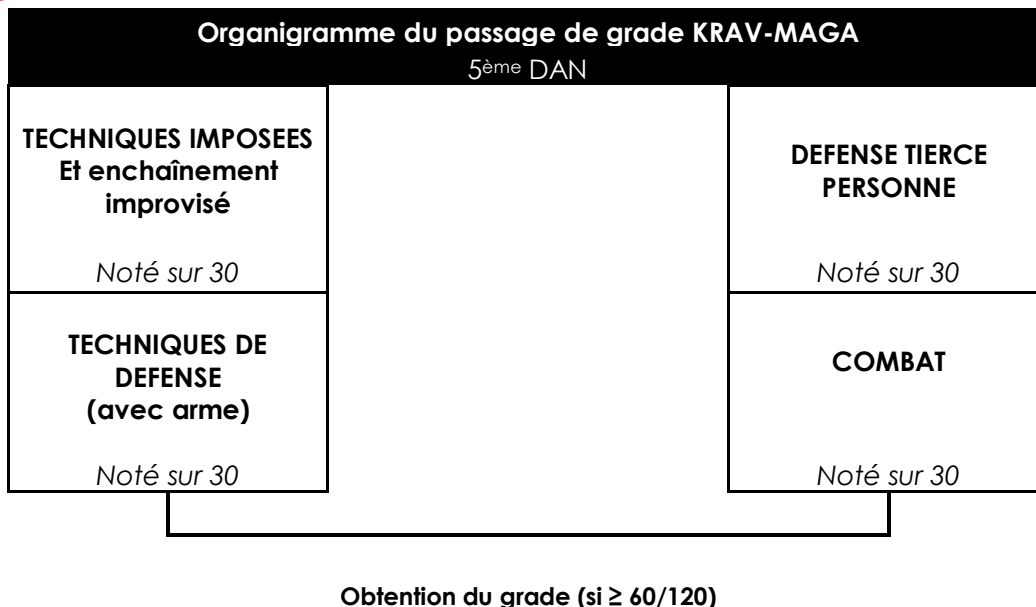 Organigramme du passage de grade KRAV-MAGA
5ème DAN
TECHNIQUES IMPOSEES
Et enchaînement
improvisé
Noté sur 30
TECHNIQUES DE
DEFENSE
(avec arme)
Noté sur 30
DEFENSE TIERCE
PERSONNE
Noté sur 30
COMBAT
Noté sur 30
Obtention du grade (si ≥ 60/120)